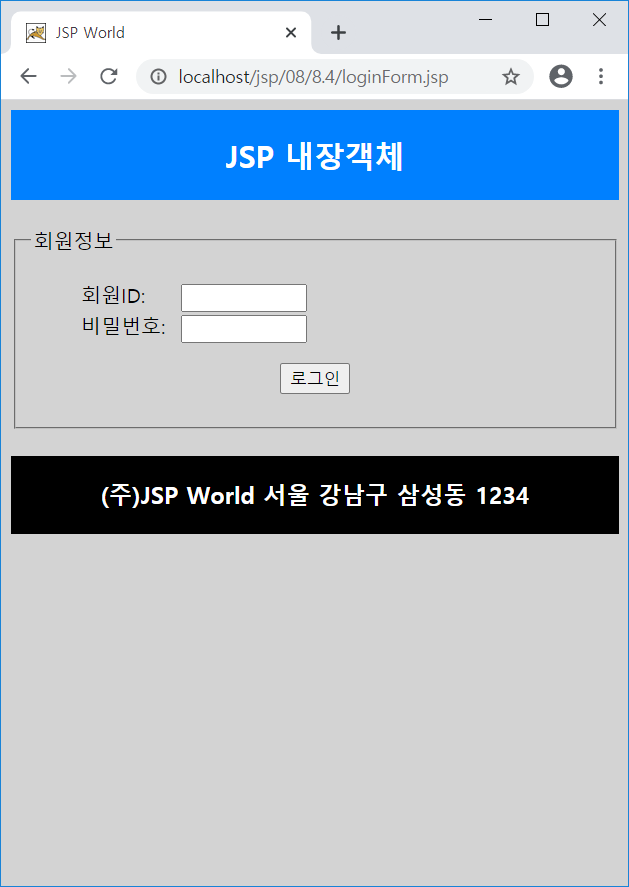 JSP World
localhost/jsp/08/8.4/loginForm.jsp
JSP 내장객체
회원정보
회원ID:
비밀번호:
로그인
(주)JSP World 서울 강남구 삼성동 1234